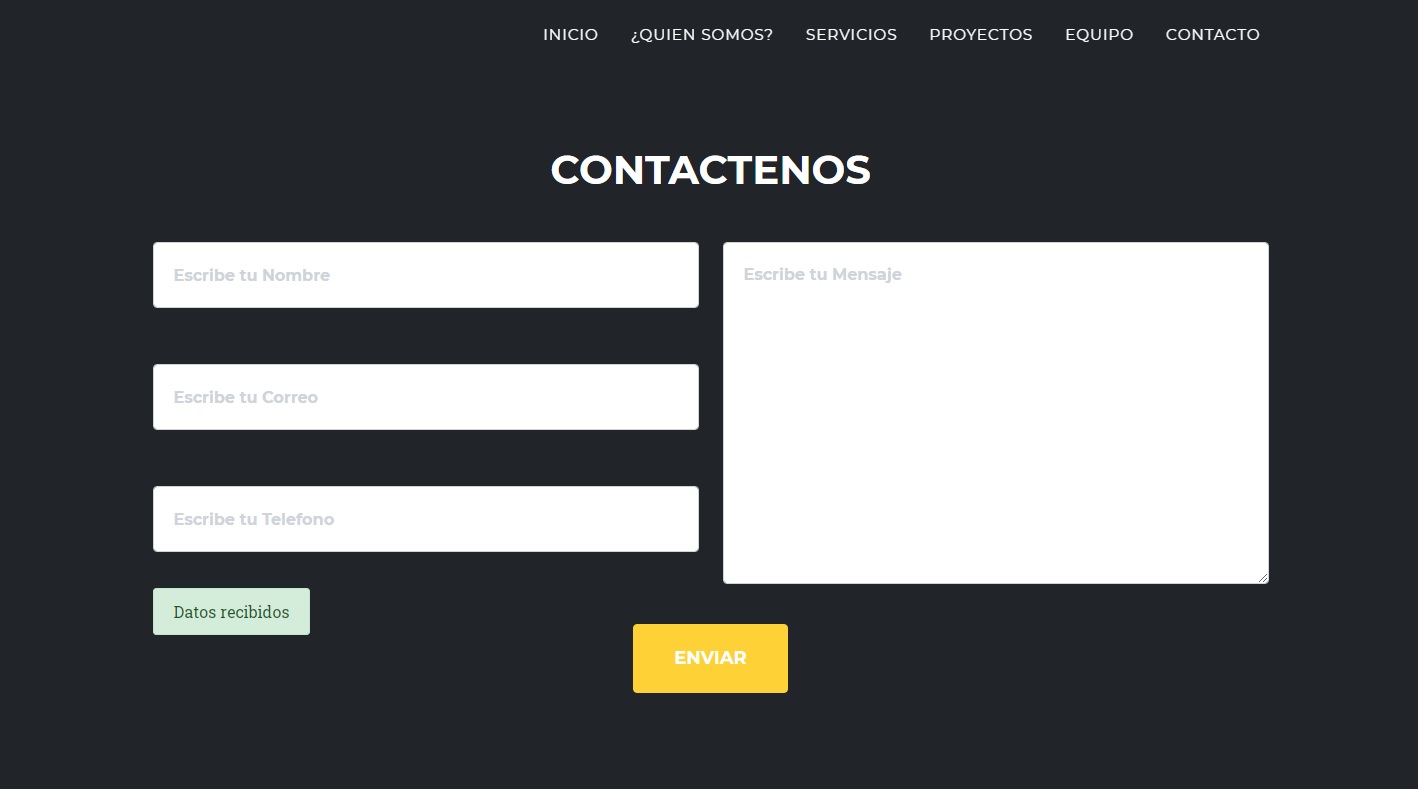 INICIO ¿QUIEN SOMOS? SERVICIOS PROYECTOS EQUIPO CONTACTO
CONTACTENOS
Escribe tu Nombre
Escribe tu Correo
Escribe tu Telefono
Escribe tu Mensaje
Datos recibidos
ENVIAR